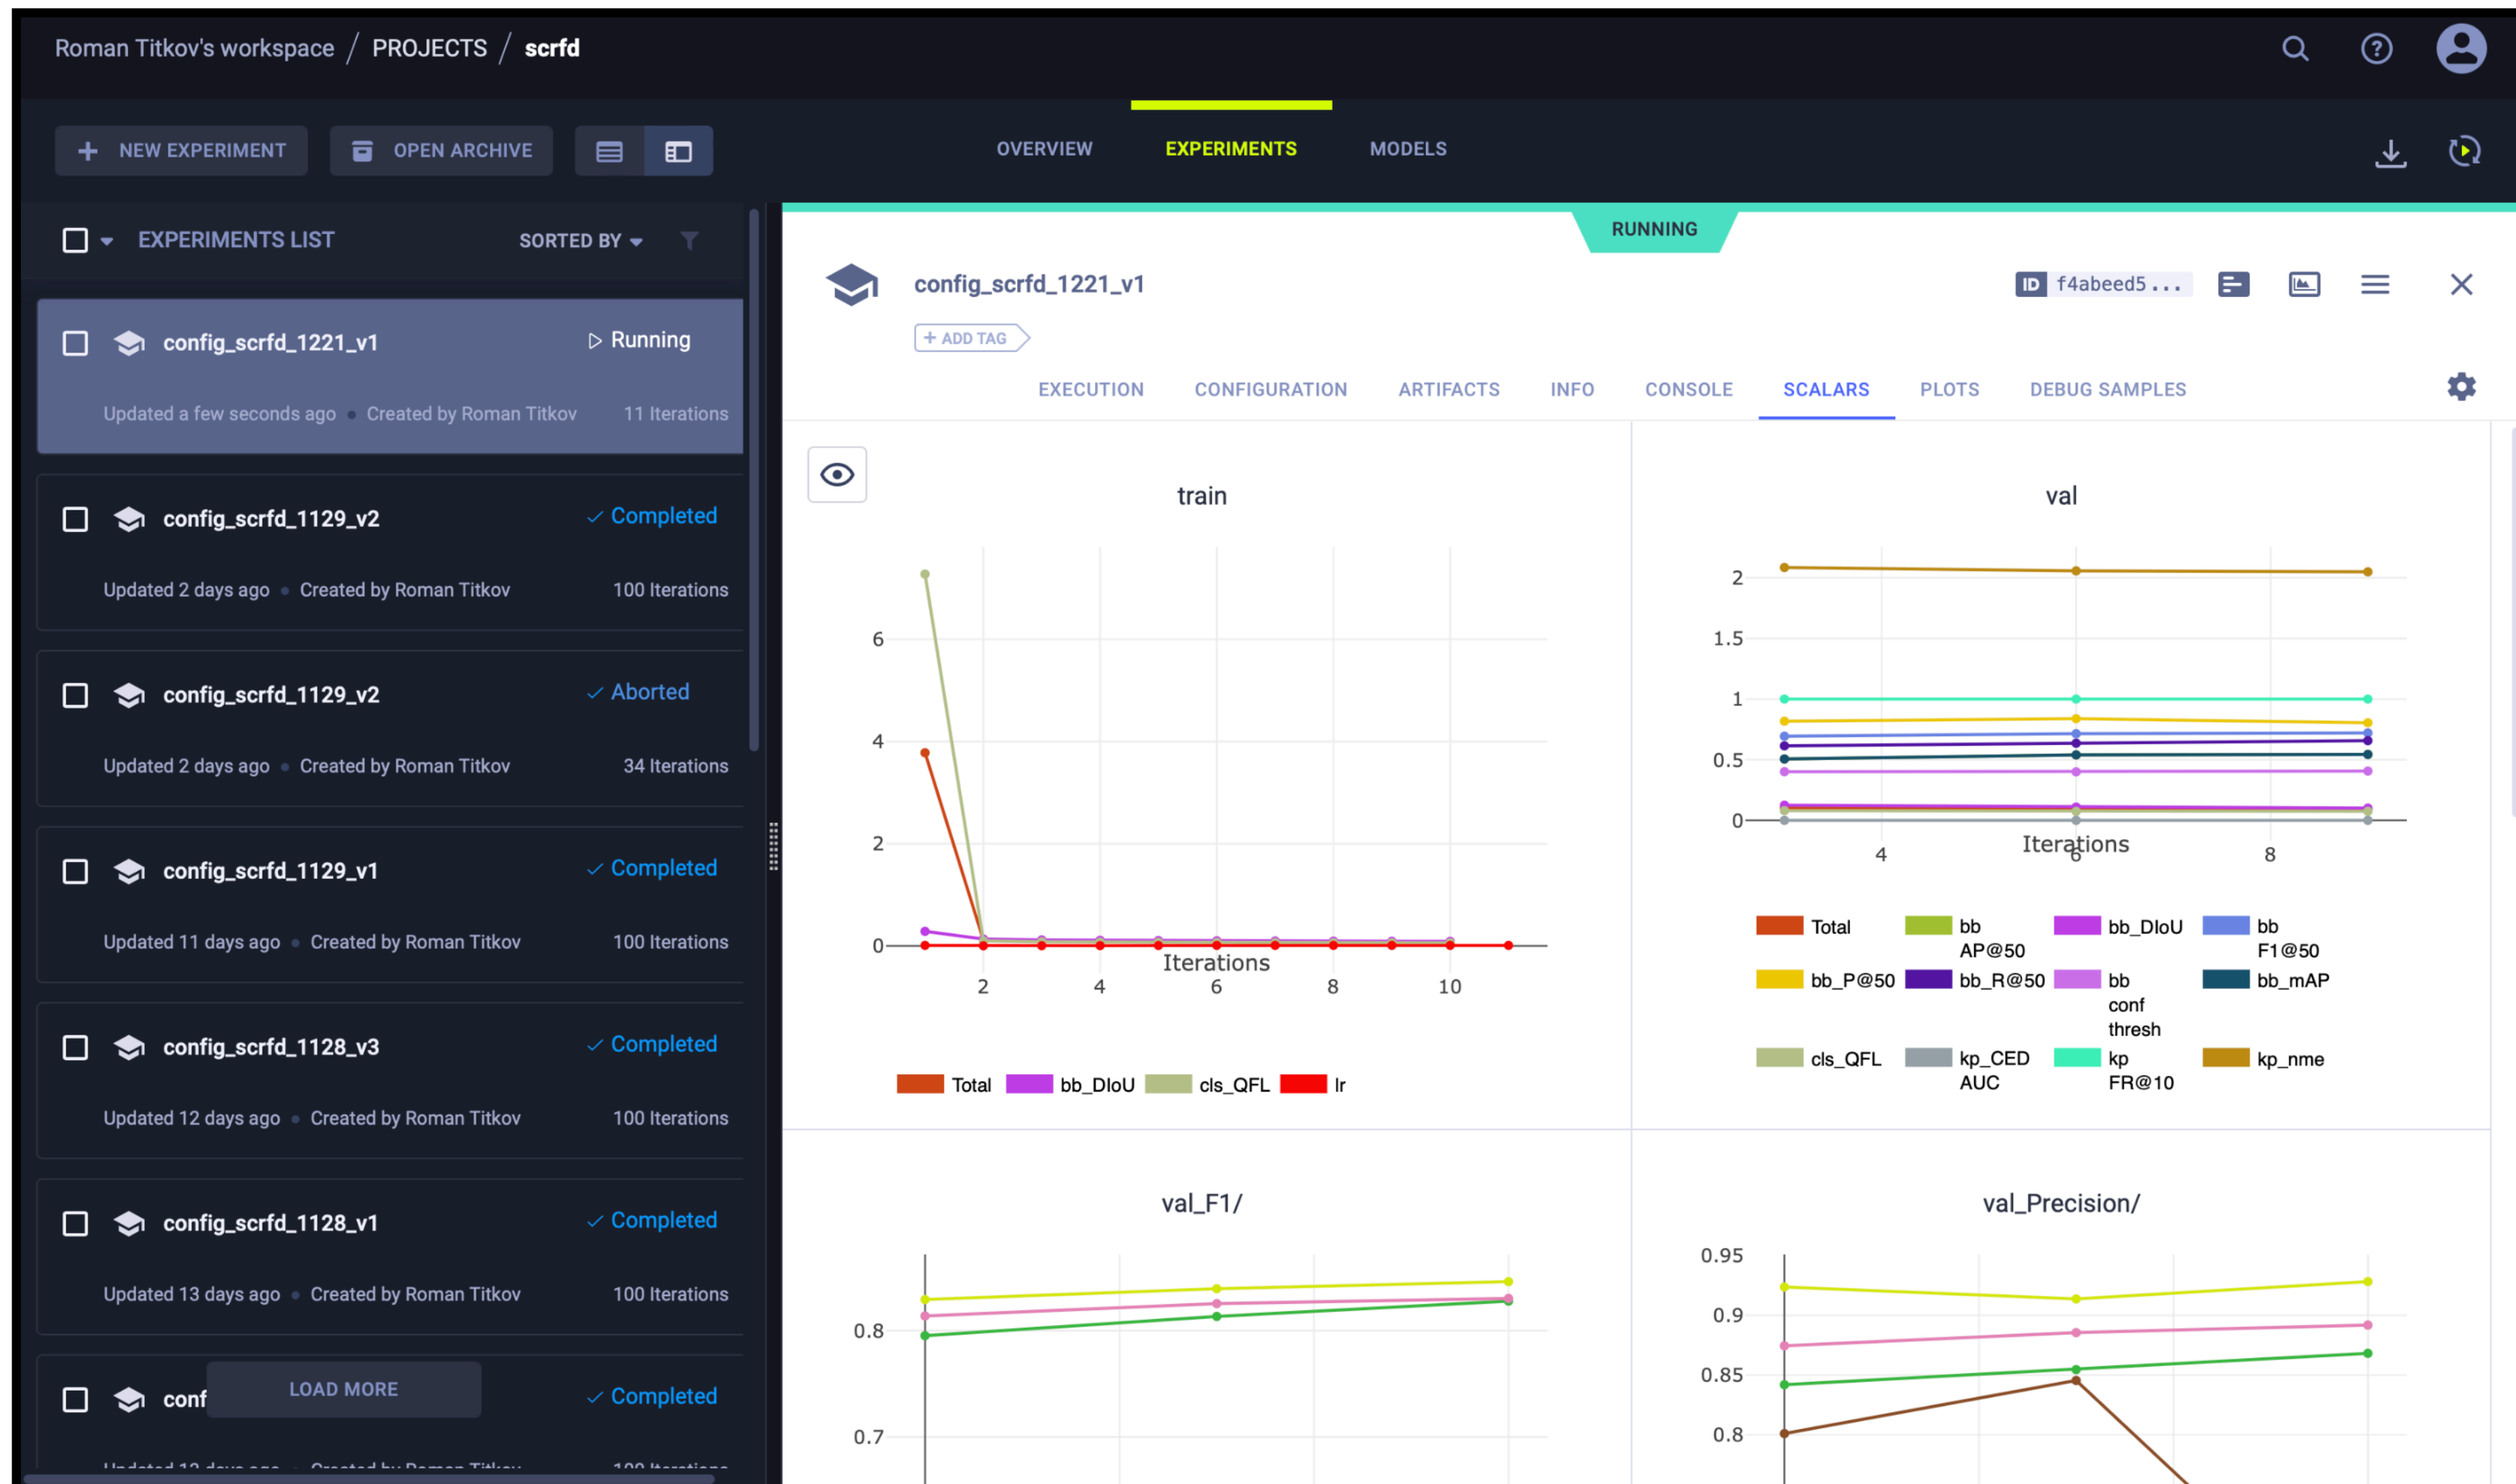 Roman Titkov's workspace / PROJECTS / scrfd
NEW EXPERIMENT
OPEN ARCHIVE
OVERVIEW
EXPERIMENTS
MODELS
EXPERIMENTS LIST
SORTED BY
config_scrfd_1221_v1
Running
Updated a few seconds ago • Created by Roman Titkov
11 Iterations
config_scrfd_1129_v2
Completed
Updated 2 days ago • Created by Roman Titkov
100 Iterations
config_scrfd_1129_v2
Aborted
Updated 2 days ago • Created by Roman Titkov
34 Iterations
config_scrfd_1129_v1
Completed
Updated 11 days ago • Created by Roman Titkov
100 Iterations
config_scrfd_1128_v3
Completed
Updated 12 days ago • Created by Roman Titkov
100 Iterations
config_scrfd_1128_v1
Completed
Updated 13 days ago • Created by Roman Titkov
100 Iterations
conf
LOAD MORE
Completed
RUNNING
config_scrfd_1221_v1
ID f4abeed5...
+ ADD TAG
EXECUTION
CONFIGURATION
ARTIFACTS
INFO
CONSOLE
SCALARS
PLOTS
DEBUG SAMPLES
train
6
4
2
0
Iterations
2 4 6 8 10
Total bb_DIoU cls_QFL lr
val
2
1.5
1
0.5
0
Iterations
4 6 8
Total
bb
AP@50
bb_DIoU
bb
F1@50
bb_P@50
bb_R@50
bb
conf
thresh
bb_mAP
cls_QFL
kp_CED
AUC
kp
FR@10
kp_nme
val_F1/
0.8
0.7
val_Precision/
0.95
0.9
0.85
0.8